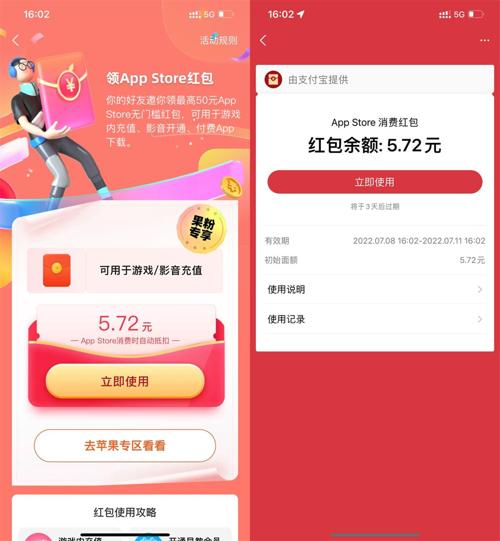 16:02
5G
活动规则
领App Store红包
你的好友邀你领最高50元App
Store无门槛红包，可用于游戏
内充值、影音开通、付费App
下载。
果粉
专享
可用于游戏/影音充值
5.72 元
App Store消费时自动抵扣
立即使用
去苹果专区看看
红包使用攻略
游戏内充值
16:02
5G
由支付宝提供
App Store 消费红包
红包余额: 5.72 元
立即使用
将于3天后过期
有效期 2022.07.08 16:02-2022.07.11 16:02
初始面额 5.72元
使用说明
使用记录